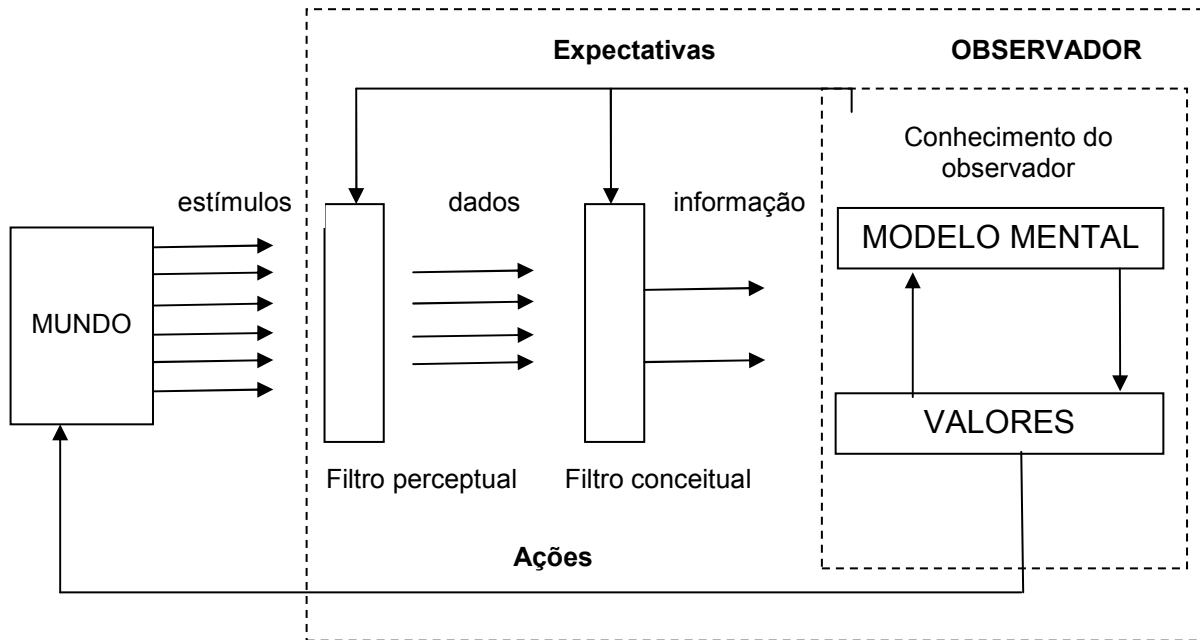 Expectativas
OBSERVADOR
Conhecimento do
observador
estímulos
dados
informação
MODELO MENTAL
MUNDO
VALORES
Filtro perceptual
Filtro conceitual
Ações